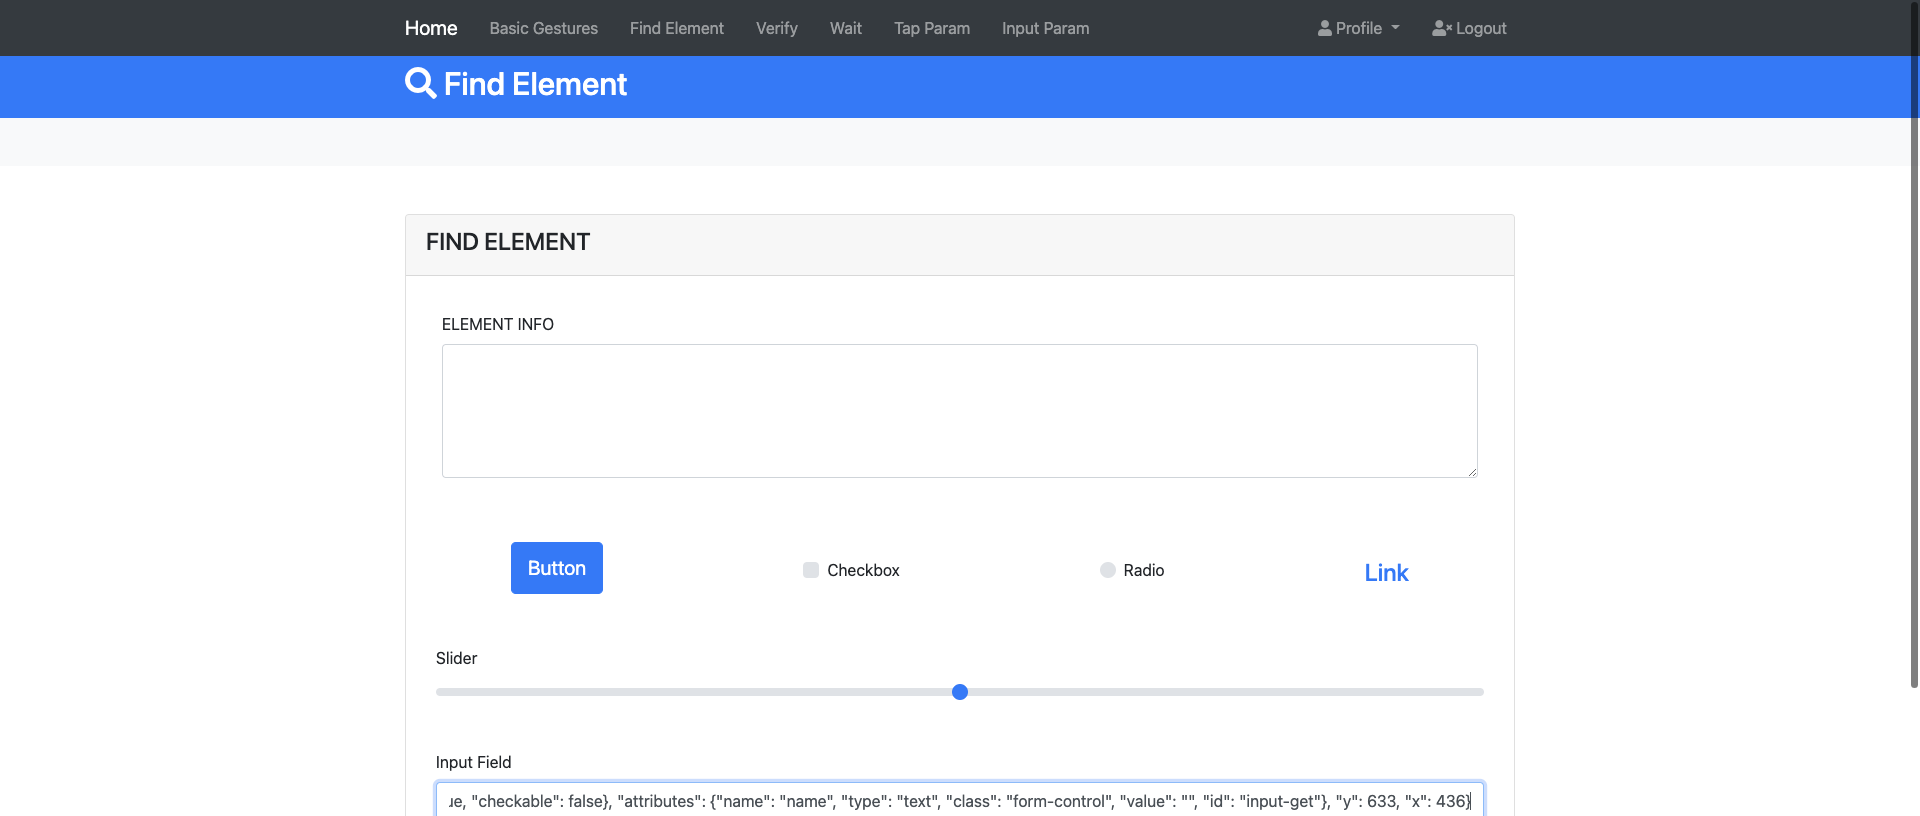 Home Basic Gestures Find Element Verify Wait Tap Param Input Param Profile Logout
Find Element
FIND ELEMENT
ELEMENT INFO
Button Checkbox Radio Link
Slider
Input Field
"checkable": false}, "attributes": {"name": "name", "type": "text", "class": "form-control", "value": "", "id": "input-get"}, "y": 633, "x": 436}